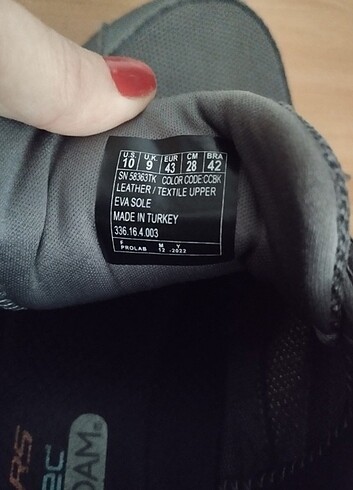 U.S. U.K. EUR CM BRA
10 9 43 28 42
SN 58363TK COLOR CODE:CCBK
LEATHER / TEXTILE UPPER
EVA SOLE
MADE IN TURKEY
336.16.4.003
F M Y
PROLAB 12 .2022
OAM®